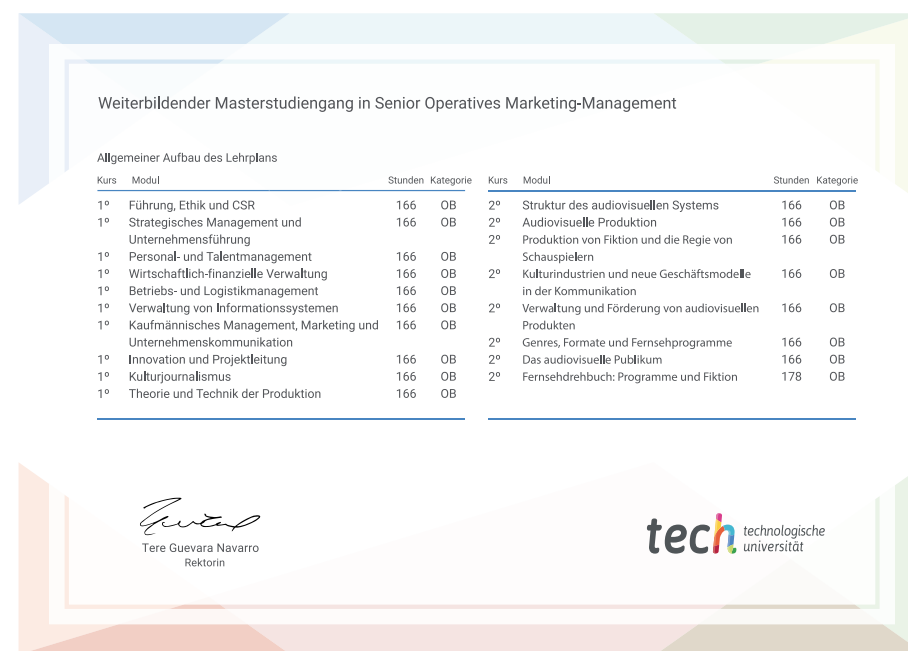 Weiterbildender Masterstudiengang in Senior Operatives Marketing-Management
Allgemeiner Aufbau des Lehrplans
Kurs Modul Stunden Kategorie
1º Führung, Ethik und CSR 166 OB
1º Strategisches Management und 166 OB
Unternehmensführung
1º Personal- und Talentmanagement 166 OB
1º Wirtschaftlich-finanzielle Verwaltung 166 OB
1º Betriebs- und Logistikmanagement 166 OB
1º Verwaltung von Informationssystemen 166 OB
1º Kaufmännisches Management, Marketing und 166 OB
Unternehmenskommunikation
1º Innovation und Projektleitung 166 OB
1º Kulturjournalismus 166 OB
1º Theorie und Technik der Produktion 166 OB
Kurs Modul Stunden Kategorie
2º Struktur des audiovisuellen Systems 166 OB
2º Audiovisuelle Produktion 166 OB
2º Produktion von Fiktion und die Regie von 166 OB
Schauspielern
2º Kulturindustrien und neue Geschäftsmodelle 166 OB
in der Kommunikation
2º Verwaltung und Förderung von audiovisuellen 166 OB
Produkten
2º Genres, Formate und Fernsehprogramme 166 OB
2º Das audiovisuelle Publikum 166 OB
2º Fernsehdrehbuch: Programme und Fiktion 178 OB
Tere Guevara Navarro
Rektorin
tech technologische
universität